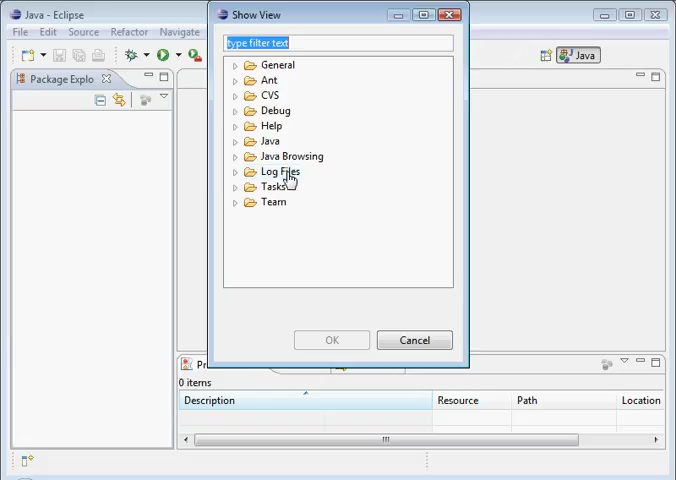 Java - Eclipse
Show View
File Edit Source Refactor Navigate
type filter text
Java
Package Explo
General
Ant
CVS
Debug
Help
Java
Java Browsing
Log Files
Tasks
Team
OK Cancel
Pr
0 items
Description Resource Path Location